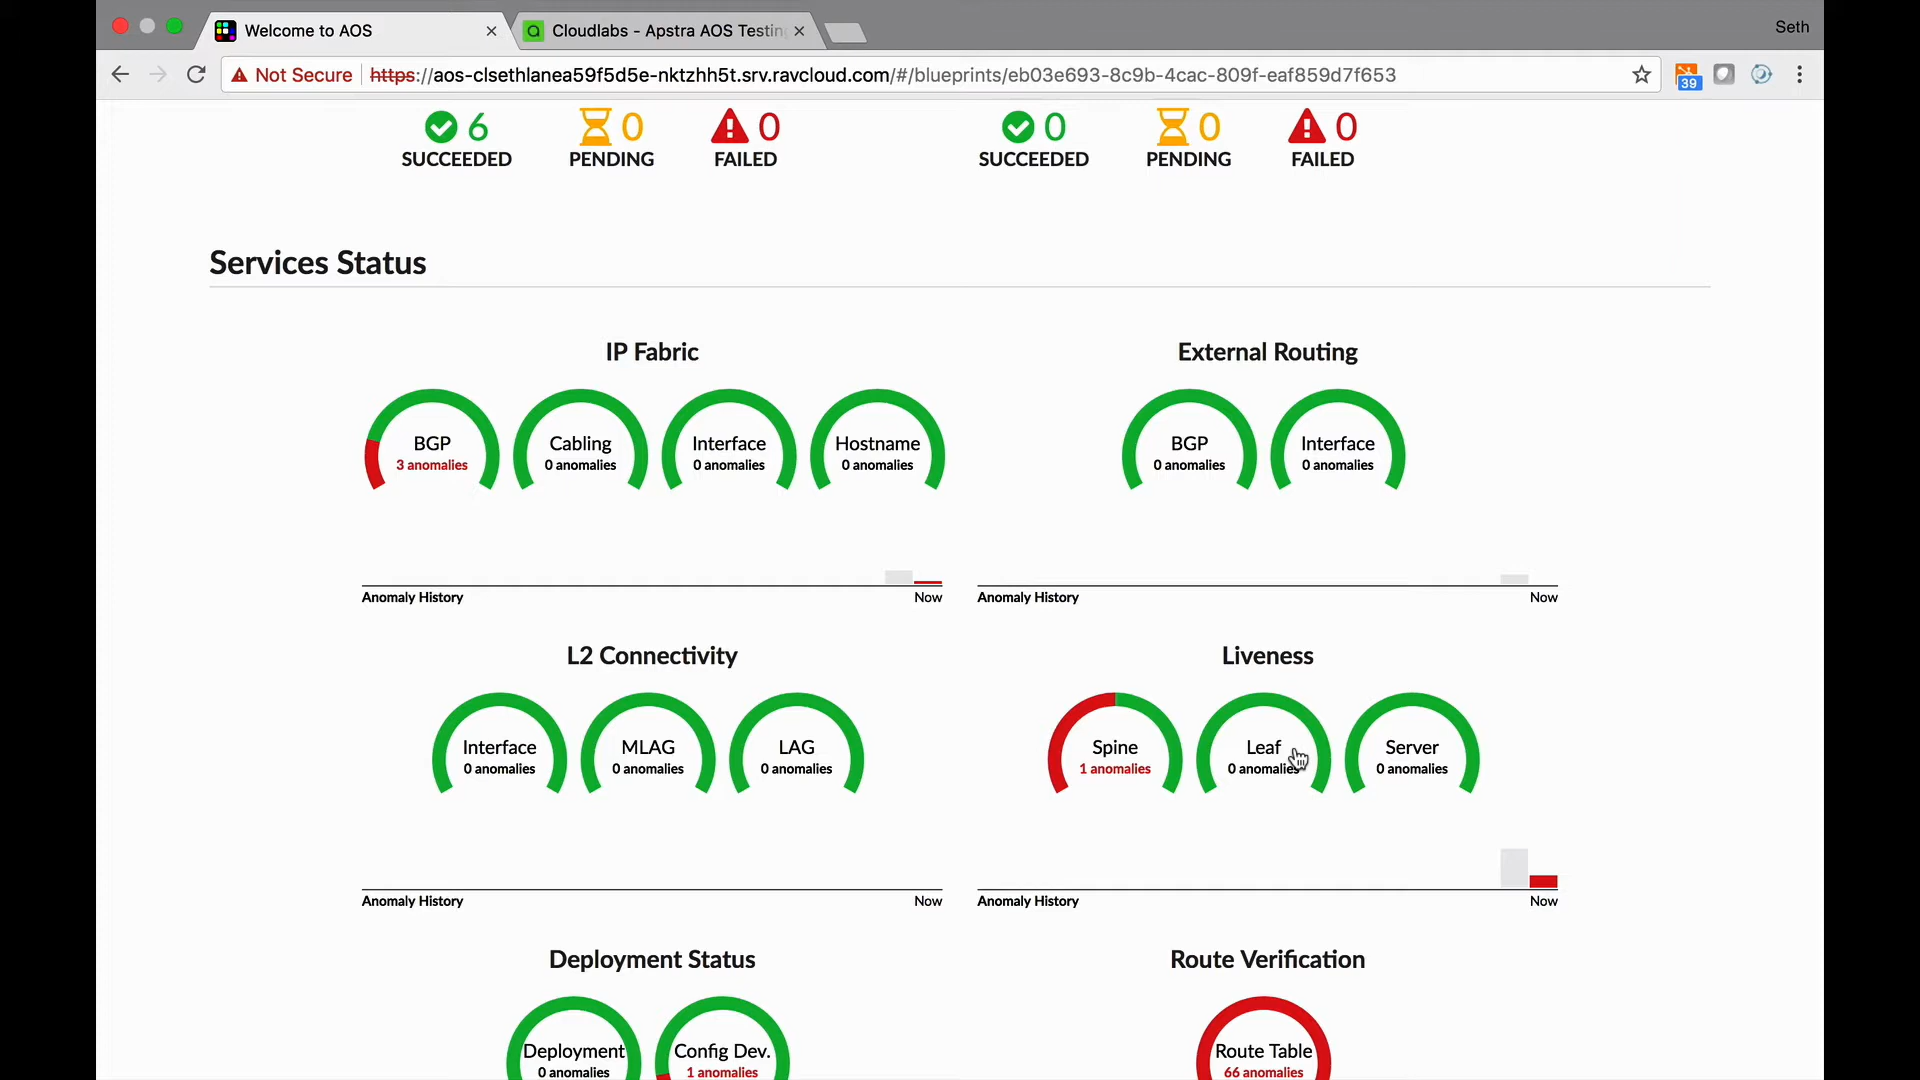 Welcome to AOS
Cloudlabs - Apstra AOS Testin
Seth
Not Secure https://aos-clsethlanea59f5d5e-nktzhh5t.srv.ravcloud.com/#/blueprints/eb03e693-8c9b-4cac-809f-eaf859d7f653
39
6 0 0 0 0 0
SUCCEEDED PENDING FAILED SUCCEEDED PENDING FAILED
Services Status
IP Fabric
BGP Cabling Interface Hostname
3 anomalies 0 anomalies 0 anomalies 0 anomalies
Anomaly History Now
External Routing
BGP Interface
0 anomalies 0 anomalies
Anomaly History Now
L2 Connectivity
Interface MLAG LAG
0 anomalies 0 anomalies 0 anomalies
Anomaly History Now
Liveness
Spine Leaf Server
1 anomalies 0 anomalies 0 anomalies
Anomaly History Now
Deployment Status
Deployment Config Dev.
0 anomalies 1 anomalies
Route Verification
Route Table
66 anomalies